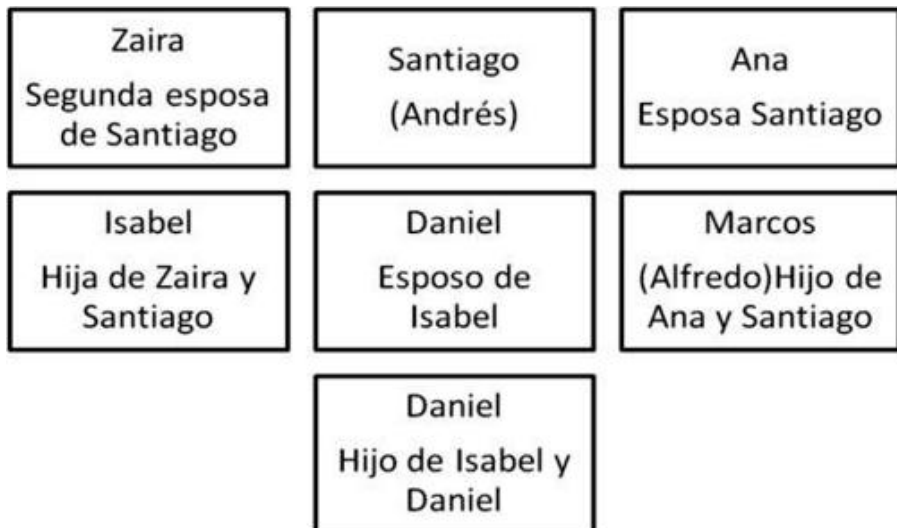 Zaira
Segunda esposa
de Santiago
Santiago
(Andrés)
Ana
Esposa Santiago
Isabel
Hija de Zaira y
Santiago
Daniel
Esposo de
Isabel
Marcos
(Alfredo)Hijo de
Ana y Santiago
Daniel
Hijo de Isabel y
Daniel